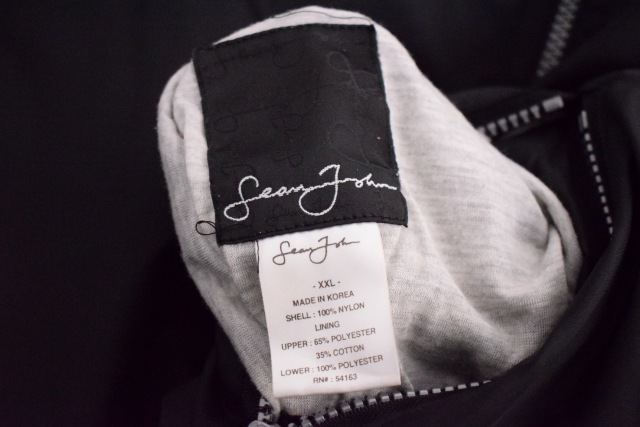 Sean John
Sean John
- XXL -
MADE IN KOREA
SHELL : 100% NYLON
LINING
UPPER : 65% POLYESTER
35% COTTON
LOWER : 100% POLYESTER
RN# : 54163